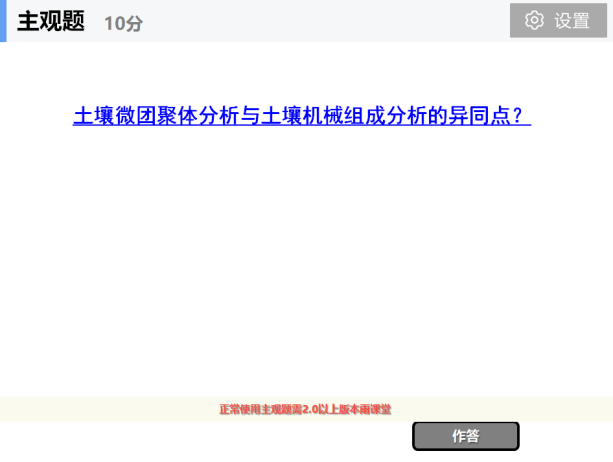 主观题 10分 设置
土壤微团聚体分析与土壤机械组成分析的异同点？
正常使用主观题需2.0以上版本雨课堂
作答